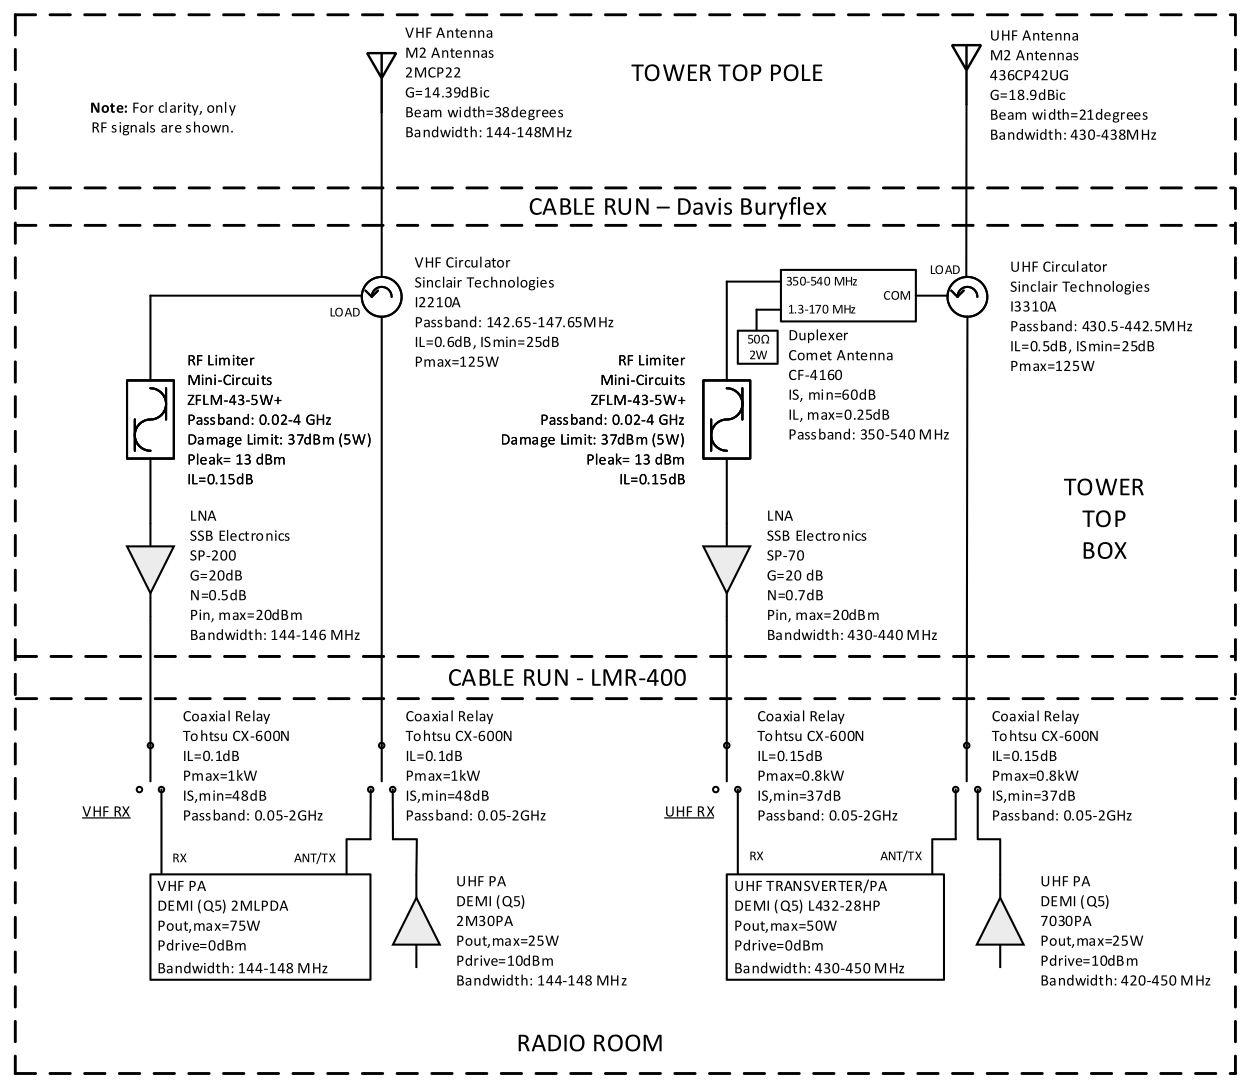 VHF Antenna
M2 Antennas
2MCP22
G=14.39dBic
Beam width=38degrees
Bandwidth: 144-148MHz
TOWER TOP POLE
UHF Antenna
M2 Antennas
436CP42UG
G=18.9dBic
Beam width=21degrees
Bandwidth: 430-438MHz
Note: For clarity, only
RF signals are shown.
CABLE RUN – Davis Buryflex
VHF Circulator
Sinclair Technologies
I2210A
Passband: 142.65-147.65MHz
IL=0.6dB, ISmin=25dB
Pmax=125W
LOAD
350-540 MHz
1.3-170 MHz
COM
LOAD
50Ω
2W
Duplexer
Comet Antenna
CF-4160
IS, min=60dB
IL, max=0.25dB
Passband: 350-540 MHz
UHF Circulator
Sinclair Technologies
I3310A
Passband: 430.5-442.5MHz
IL=0.5dB, ISmin=25dB
Pmax=125W
RF Limiter
Mini-Circuits
ZFLM-43-5W+
Passband: 0.02-4 GHz
Damage Limit: 37dBm (5W)
Pleak= 13 dBm
IL=0.15dB
RF Limiter
Mini-Circuits
ZFLM-43-5W+
Passband: 0.02-4 GHz
Damage Limit: 37dBm (5W)
Pleak= 13 dBm
IL=0.15dB
LNA
SSB Electronics
SP-200
G=20dB
N=0.5dB
Pin, max=20dBm
Bandwidth: 144-146 MHz
LNA
SSB Electronics
SP-70
G=20 dB
N=0.7dB
Pin, max=20dBm
Bandwidth: 430-440 MHz
TOWER
TOP
BOX
CABLE RUN - LMR-400
Coaxial Relay
Tohtsu CX-600N
IL=0.1dB
Pmax=1kW
IS,min=48dB
Passband: 0.05-2GHz
Coaxial Relay
Tohtsu CX-600N
IL=0.1dB
Pmax=1kW
IS,min=48dB
Passband: 0.05-2GHz
Coaxial Relay
Tohtsu CX-600N
IL=0.15dB
Pmax=0.8kW
IS,min=37dB
Passband: 0.05-2GHz
Coaxial Relay
Tohtsu CX-600N
IL=0.15dB
Pmax=0.8kW
IS,min=37dB
Passband: 0.05-2GHz
VHF RX
UHF RX
RX
ANT/TX
RX
ANT/TX
VHF PA
DEMI (Q5) 2MLPDA
Pout,max=75W
Pdrive=0dBm
Bandwidth: 144-148 MHz
UHF PA
DEMI (Q5)
2M30PA
Pout,max=25W
Pdrive=10dBm
Bandwidth: 144-148 MHz
UHF TRANSVERTER/PA
DEMI (Q5) L432-28HP
Pout,max=50W
Pdrive=0dBm
Bandwidth: 430-450 MHz
UHF PA
DEMI (Q5)
7030PA
Pout,max=25W
Pdrive=10dBm
Bandwidth: 420-450 MHz
RADIO ROOM